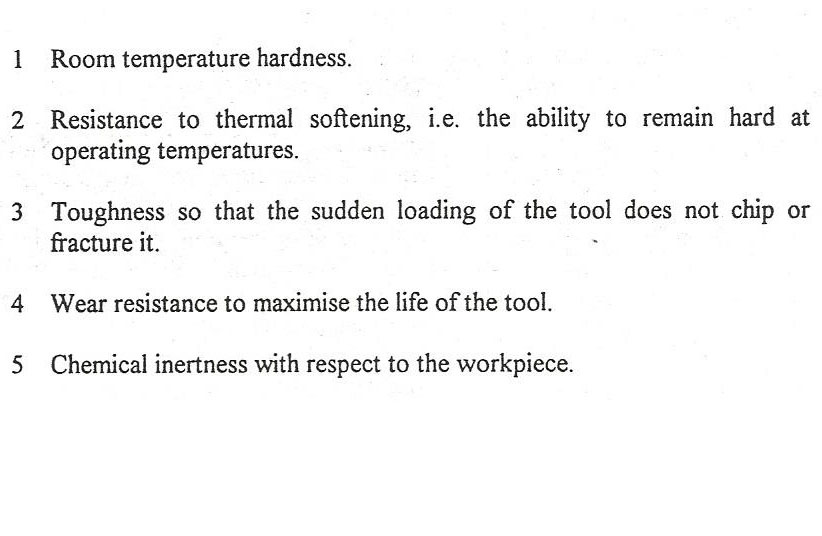 1 Room temperature hardness.
2 Resistance to thermal softening, i.e. the ability to remain hard at
operating temperatures.
3 Toughness so that the sudden loading of the tool does not chip or
fracture it.
4 Wear resistance to maximise the life of the tool.
5 Chemical inertness with respect to the workpiece.